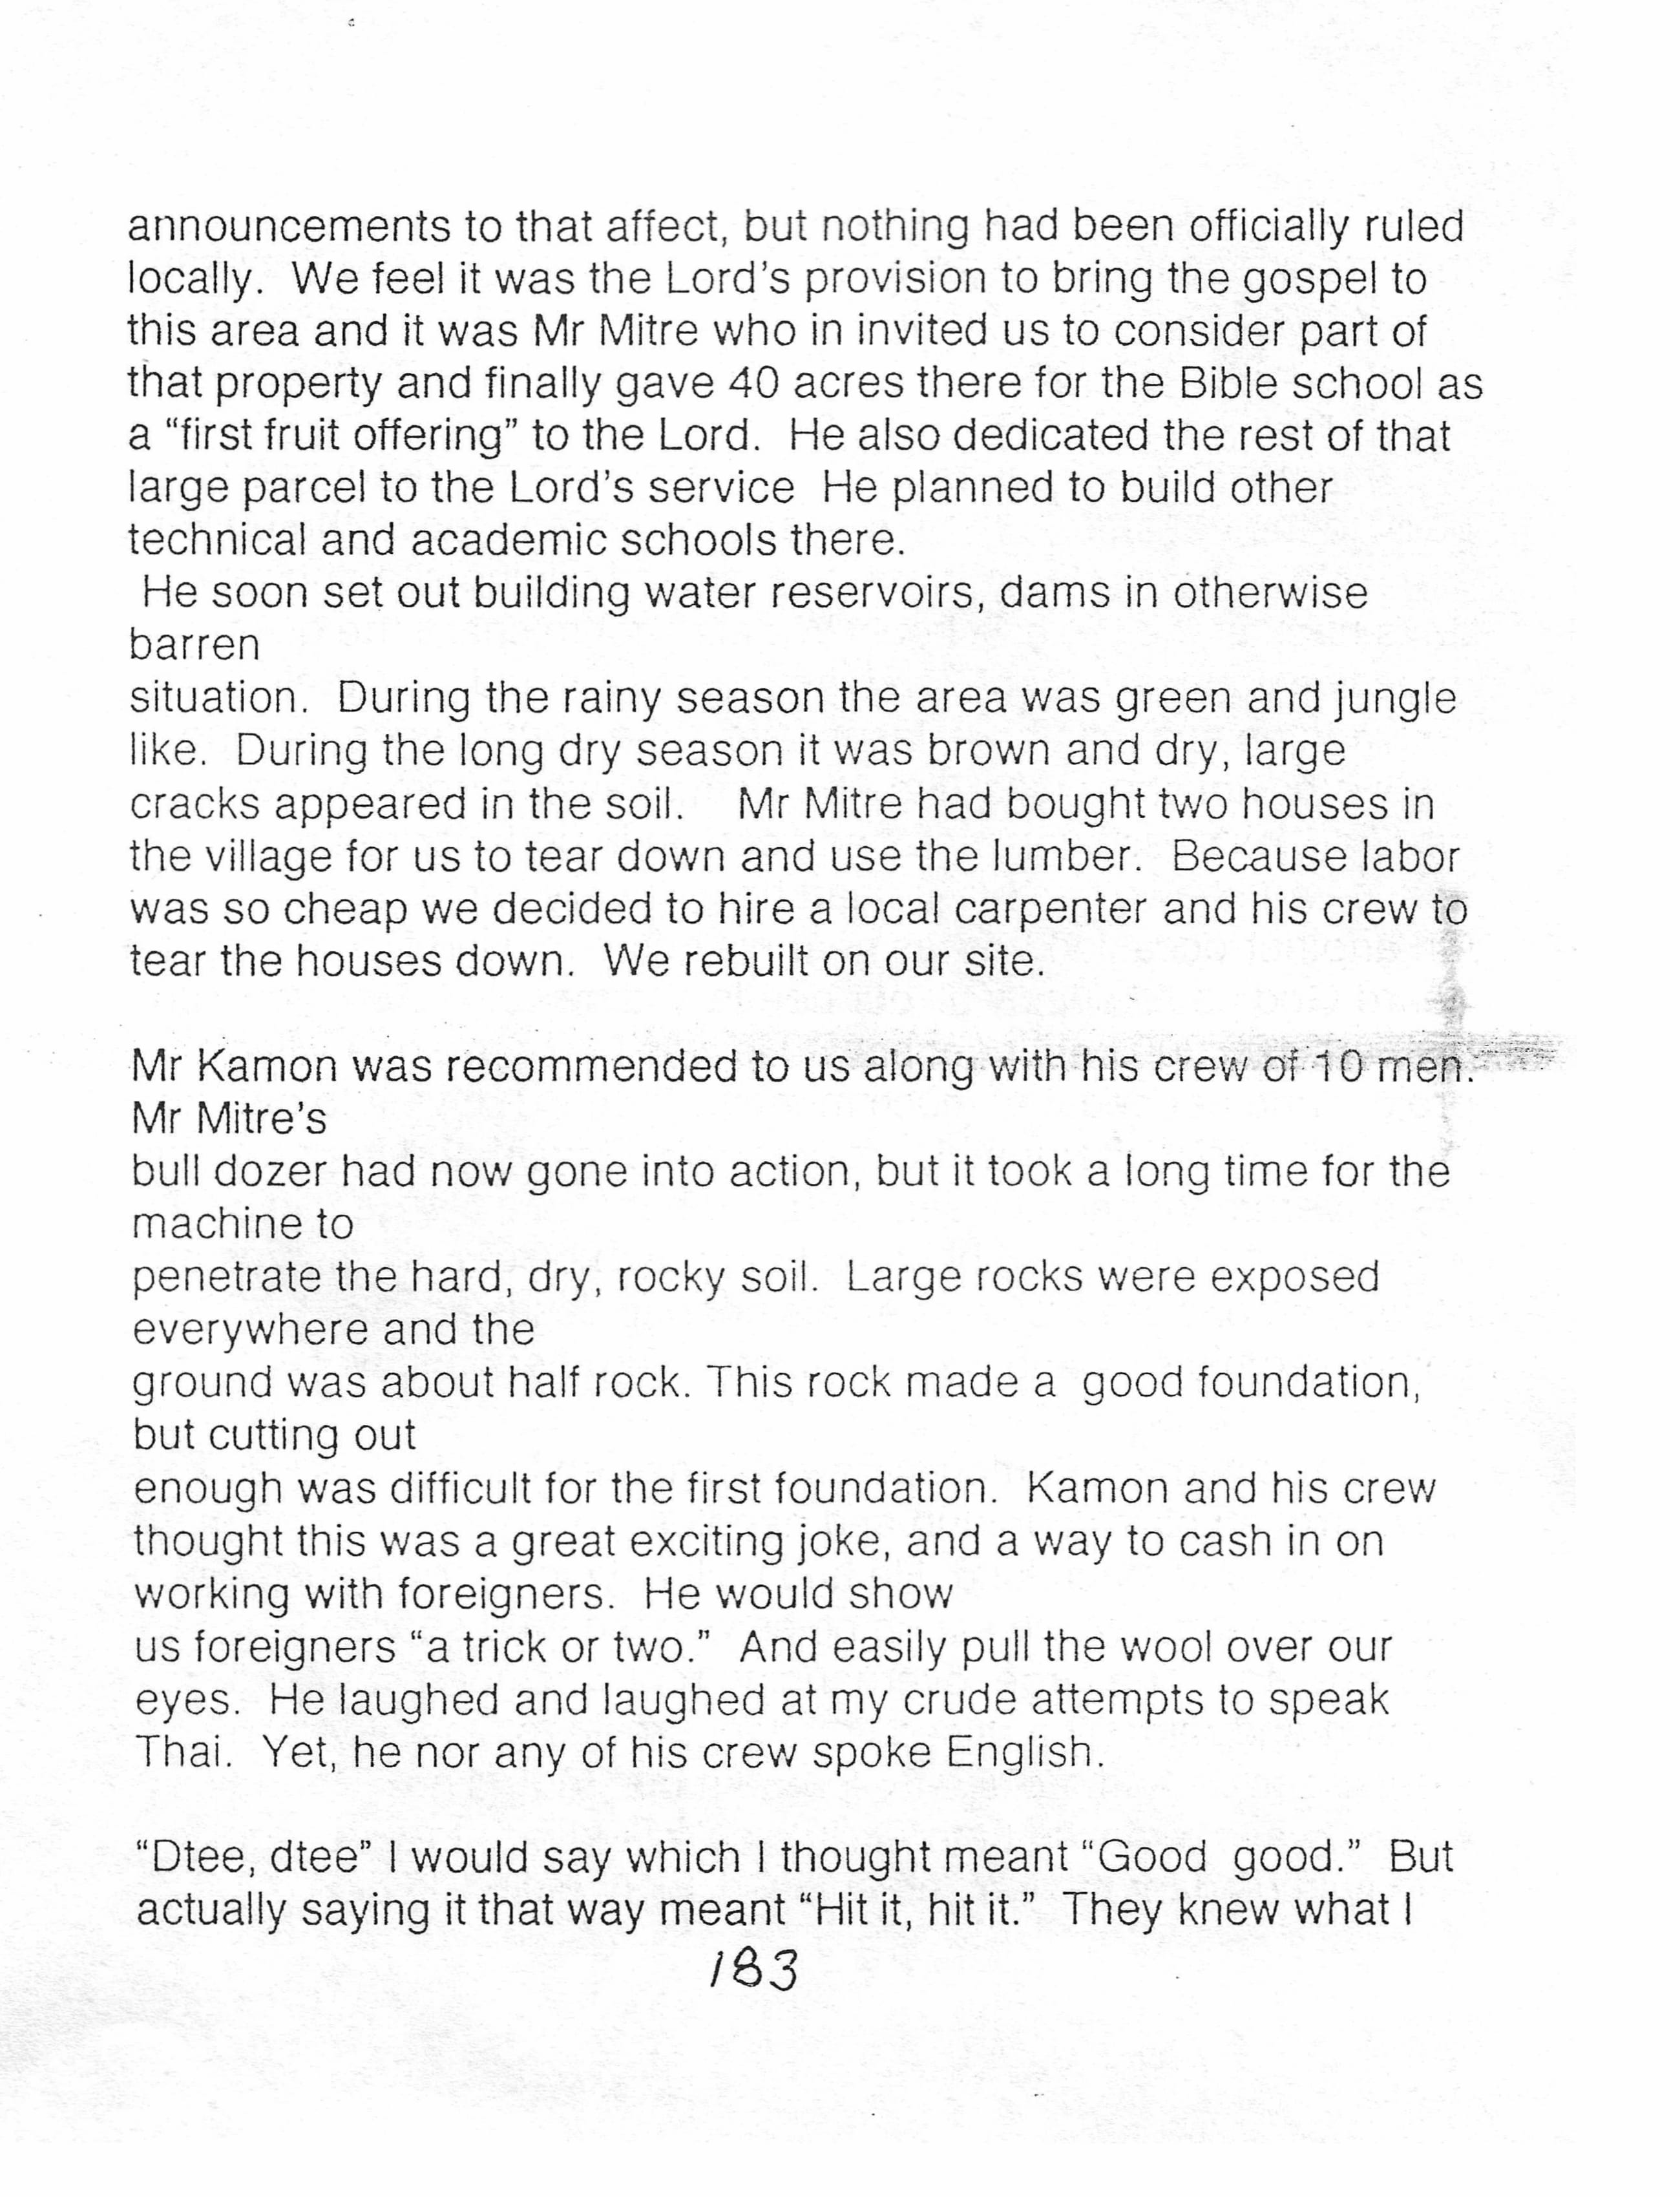 announcements to that affect, but nothing had been officially ruled
locally.  We feel it was the Lord's provision to bring the gospel to
this area and it was Mr Mitre who in invited us to consider part of
that property and finally gave 40 acres there for the Bible school as
a “first fruit offering” to the Lord.  He also dedicated the rest of that
large parcel to the Lord's service  He planned to build other
technical and academic schools there.
He soon set out building water reservoirs, dams in otherwise
barren
situation.  During the rainy season the area was green and jungle
like.  During the long dry season it was brown and dry, large
cracks appeared in the soil.    Mr Mitre had bought two houses in
the village for us to tear down and use the lumber.  Because labor
was so cheap we decided to hire a local carpenter and his crew to
tear the houses down.  We rebuilt on our site.

Mr Kamon was recommended to us along with his crew of 10 men.
Mr Mitre's
bull dozer had now gone into action, but it took a long time for the
machine to
penetrate the hard, dry, rocky soil.  Large rocks were exposed
everywhere and the
ground was about half rock. This rock made a  good foundation,
but cutting out
enough was difficult for the first foundation.  Kamon and his crew
thought this was a great exciting joke, and a way to cash in on
working with foreigners.  He would show
us foreigners “a trick or two.”  And easily pull the wool over our
eyes.  He laughed and laughed at my crude attempts to speak
Thai.  Yet, he nor any of his crew spoke English.

“Dtee, dtee” I would say which I thought meant “Good  good.”  But
actually saying it that way meant “Hit it, hit it.”  They knew what I
183